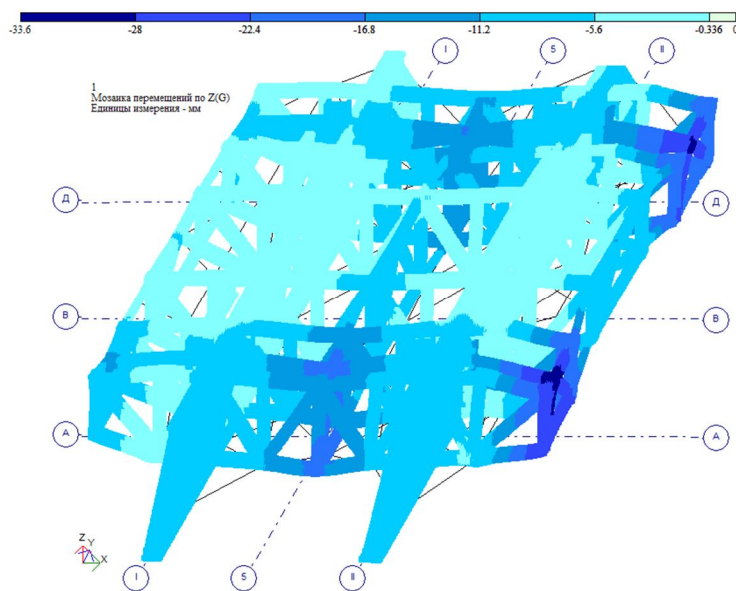 -33.6 -28 -22.4 -16.8 -11.2 -5.6 -0.336 0
I 5 II
1
Мозаика перемещений по Z(G)
Единицы измерения - мм
Д Д
В В
А А
Z Y
X
I 5 II